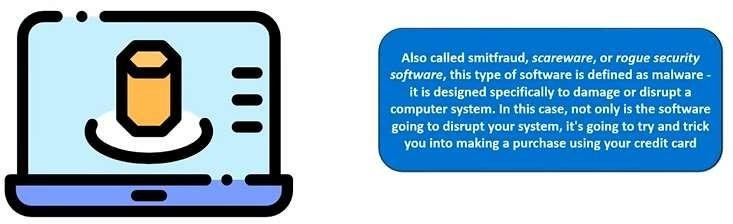 Also called smitfraud, scareware, or rogue security
software, this type of software is defined as malware -
it is designed specifically to damage or disrupt a
computer system. In this case, not only is the software
going to disrupt your system, it's going to try and trick
you into making a purchase using your credit card